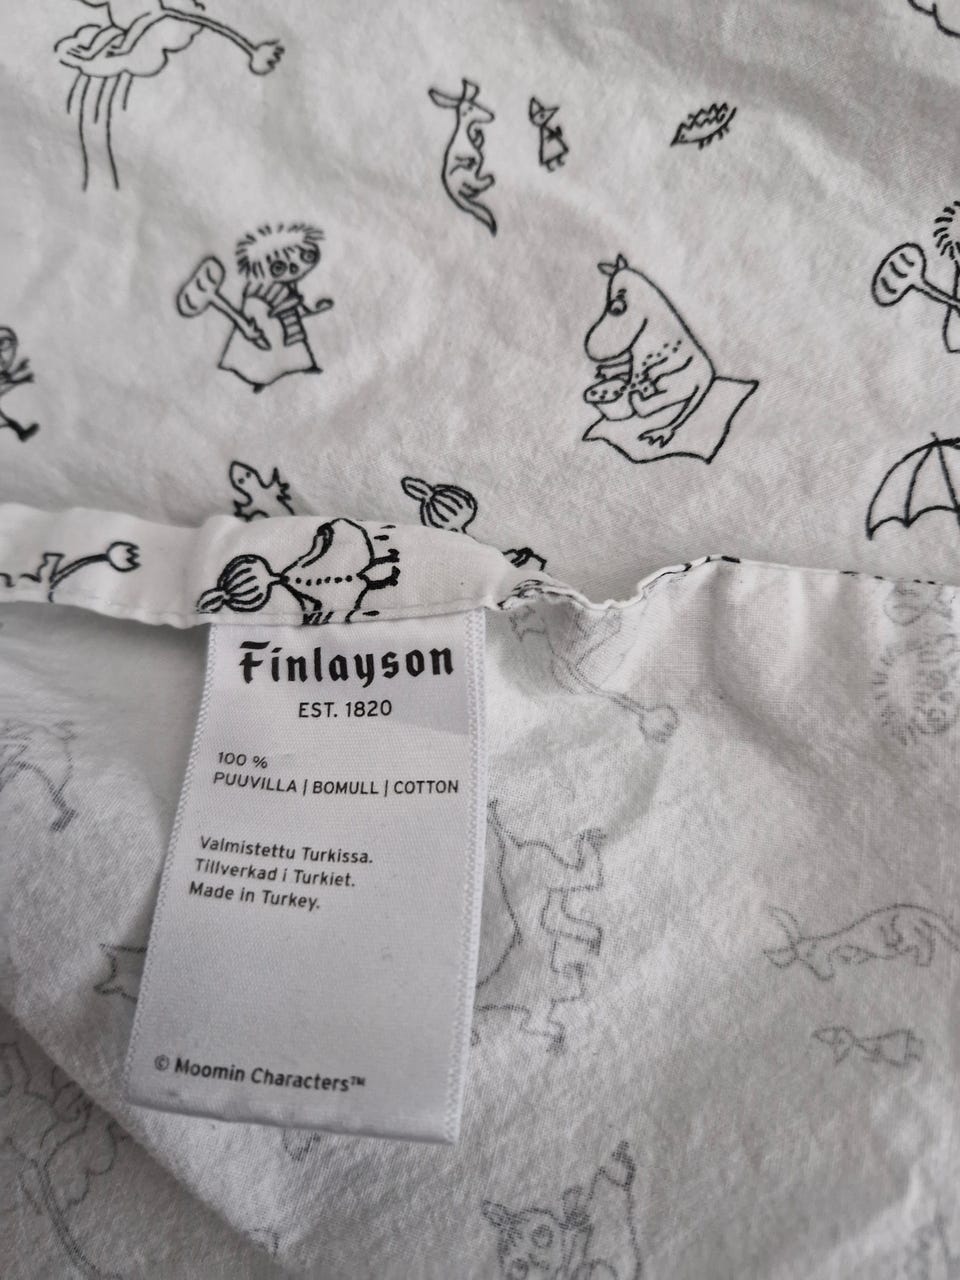 Finlayson
EST. 1820
100 %
PUUVILLA | BOMULL | COTTON
Valmistettu Turkissa.
Tillverkad i Turkiet.
Made in Turkey.
© Moomin Characters™